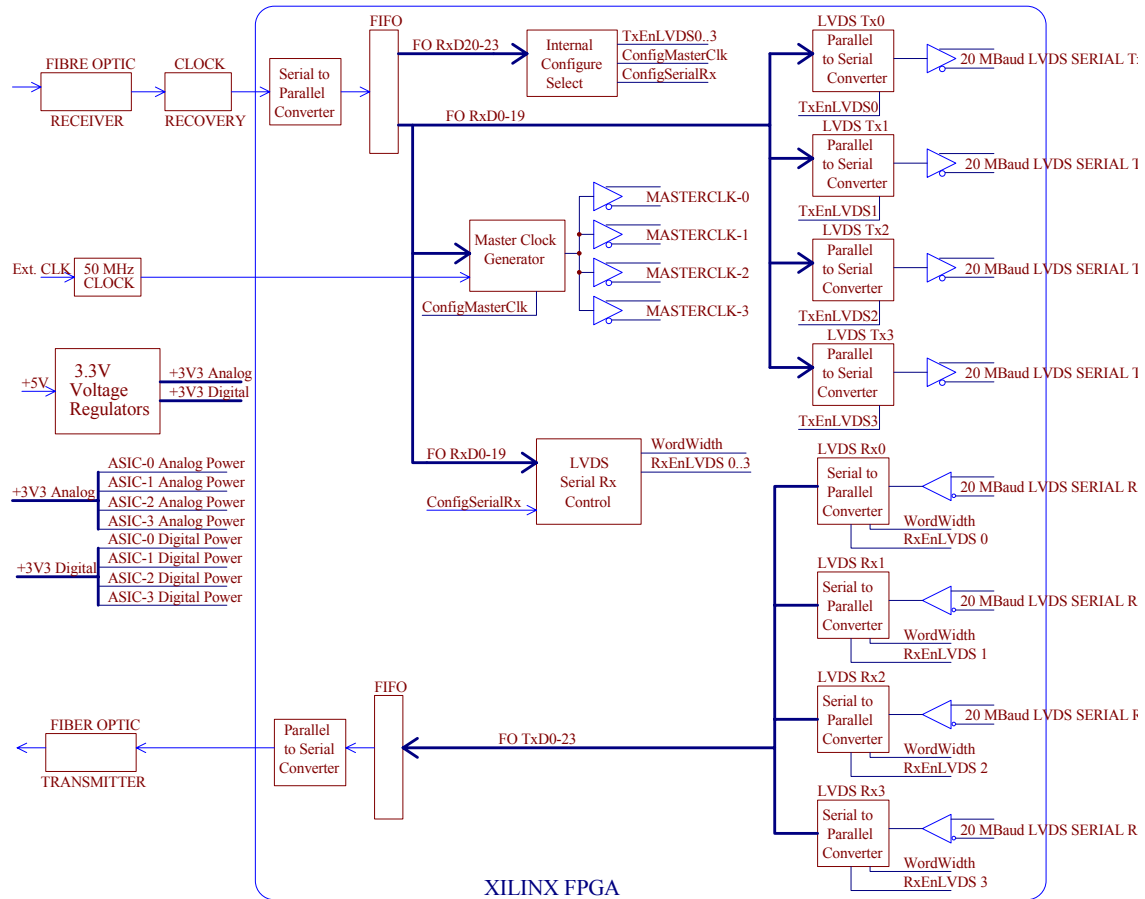 FIFO
LVDS Tx0
FO RxD20-23
TxEnLVDS0..3
Parallel
to Serial
Converter
20 MBaud LVDS SERIAL Tx
FIBRE OPTIC
CLOCK
Internal
Configure
Select
ConfigMasterClk
ConfigSerialRx
Serial to
Parallel
Converter
RECEIVER
RECOVERY
TxEnLVDS0
FO RxD0-19
LVDS Tx1
Parallel
to Serial
Converter
20 MBaud LVDS SERIAL T
TxEnLVDS1
MASTERCLK-0
MASTERCLK-1
MASTERCLK-2
MASTERCLK-3
Master Clock
Generator
ConfigMasterClk
Ext. CLK
50 MHz
CLOCK
LVDS Tx2
Parallel
to Serial
Converter
20 MBaud LVDS SERIAL T
TxEnLVDS2
LVDS Tx3
Parallel
to Serial
Converter
20 MBaud LVDS SERIAL T
TxEnLVDS3
+5V
3.3V
Voltage
Regulators
+3V3 Analog
+3V3 Digital
FO RxD0-19
LVDS
Serial Rx
Control
WordWidth
RxEnLVDS 0..3
ConfigSerialRx
+3V3 Analog
ASIC-0 Analog Power
ASIC-1 Analog Power
ASIC-2 Analog Power
ASIC-3 Analog Power
+3V3 Digital
ASIC-0 Digital Power
ASIC-1 Digital Power
ASIC-2 Digital Power
ASIC-3 Digital Power
LVDS Rx0
Serial to
Parallel
Converter
20 MBaud LVDS SERIAL R
WordWidth
RxEnLVDS 0
LVDS Rx1
Serial to
Parallel
Converter
20 MBaud LVDS SERIAL R
WordWidth
RxEnLVDS 1
LVDS Rx2
Serial to
Parallel
Converter
20 MBaud LVDS SERIAL R
WordWidth
RxEnLVDS 2
LVDS Rx3
Serial to
Parallel
Converter
20 MBaud LVDS SERIAL R
WordWidth
RxEnLVDS 3
FIBER OPTIC
TRANSMITTER
Parallel
to Serial
Converter
FIFO
FO TxD0-23
XILINX FPGA